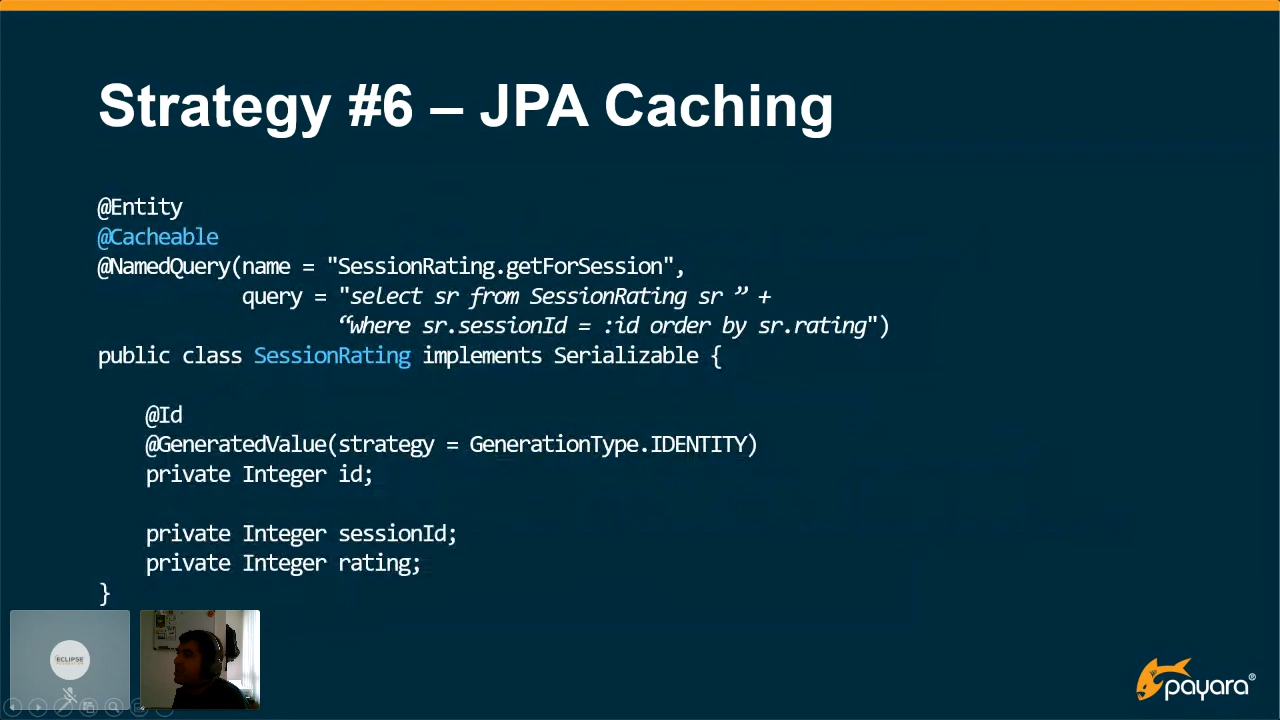 Strategy #6 – JPA Caching
@Entity
@Cacheable
@NamedQuery(name = "SessionRating.getForSession",
query = "select sr from SessionRating sr ” +
“where sr.sessionId = :id order by sr.rating")
public class SessionRating implements Serializable {
@Id
@GeneratedValue(strategy = GenerationType.IDENTITY)
private Integer id;
private Integer sessionId;
private Integer rating;
}
ECLIPSE
payara®